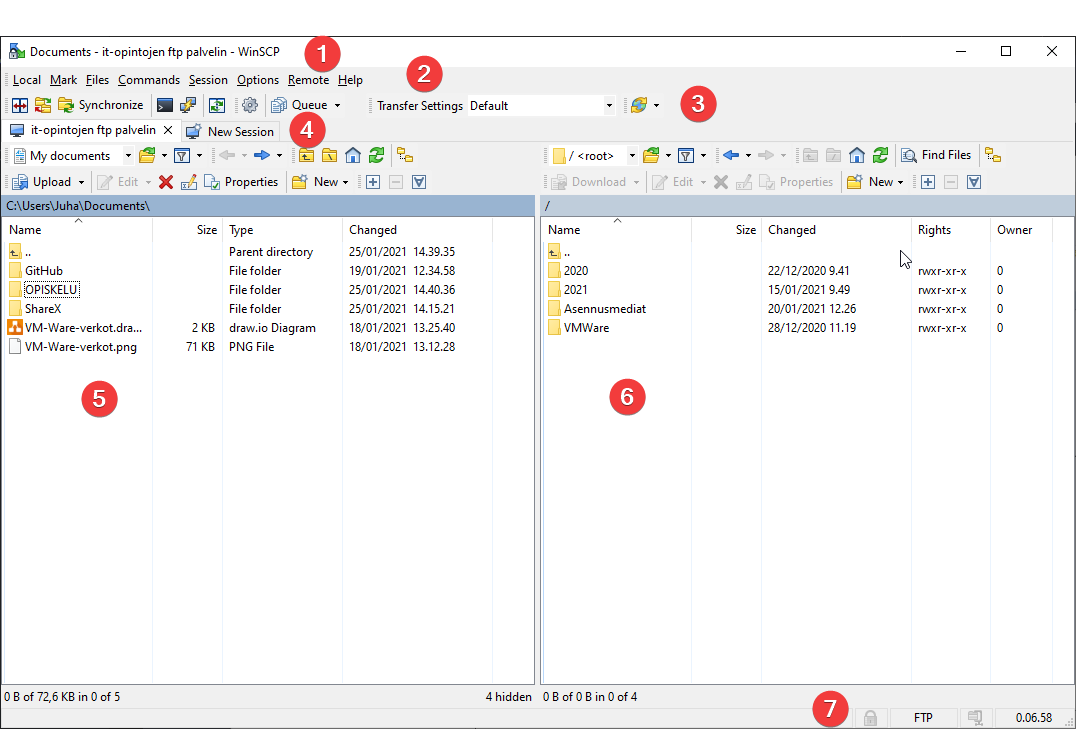 Documents - it-opintojen ftp palvelin - WinSCP
1
Local Mark Files Commands Session Options Remote Help
2
Synchronize Queue Transfer Settings Default
3
it-opintojen ftp palvelin New Session
4
My documents / <root> Find Files
Upload Edit Properties New Download Edit Properties New
C:\Users\Juha\Documents\ /
Name Size Type Changed Name Size Changed Rights Owner
.. Parent directory 25/01/2021 14.39.35 ..
GitHub File folder 19/01/2021 12.34.58 2020 22/12/2020 9.41 rwxr-xr-x 0
OPISKELU File folder 25/01/2021 14.40.36 2021 15/01/2021 9.49 rwxr-xr-x 0
ShareX File folder 25/01/2021 14.15.21 Asennusmediat 20/01/2021 12.26 rwxr-xr-x 0
VM-Ware-verkot.dra... 2 KB draw.io Diagram 18/01/2021 13.25.40 VMWare 28/12/2020 11.19 rwxr-xr-x 0
VM-Ware-verkot.png 71 KB PNG File 18/01/2021 13.12.28
5 6
0 B of 72,6 KB in 0 of 5 4 hidden 0 B of 0 B in 0 of 4
7 FTP 0.06.58